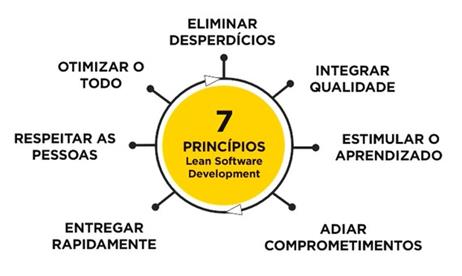 ELIMINAR
DESPERDÍCIOS
INTEGRAR
QUALIDADE
ESTIMULAR O
APRENDIZADO
ADIAR
COMPROMETIMENTOS
ENTREGAR
RAPIDAMENTE
RESPEITAR AS
PESSOAS
OTIMIZAR O
TODO
7
PRINCÍPIOS
Lean Software
Development